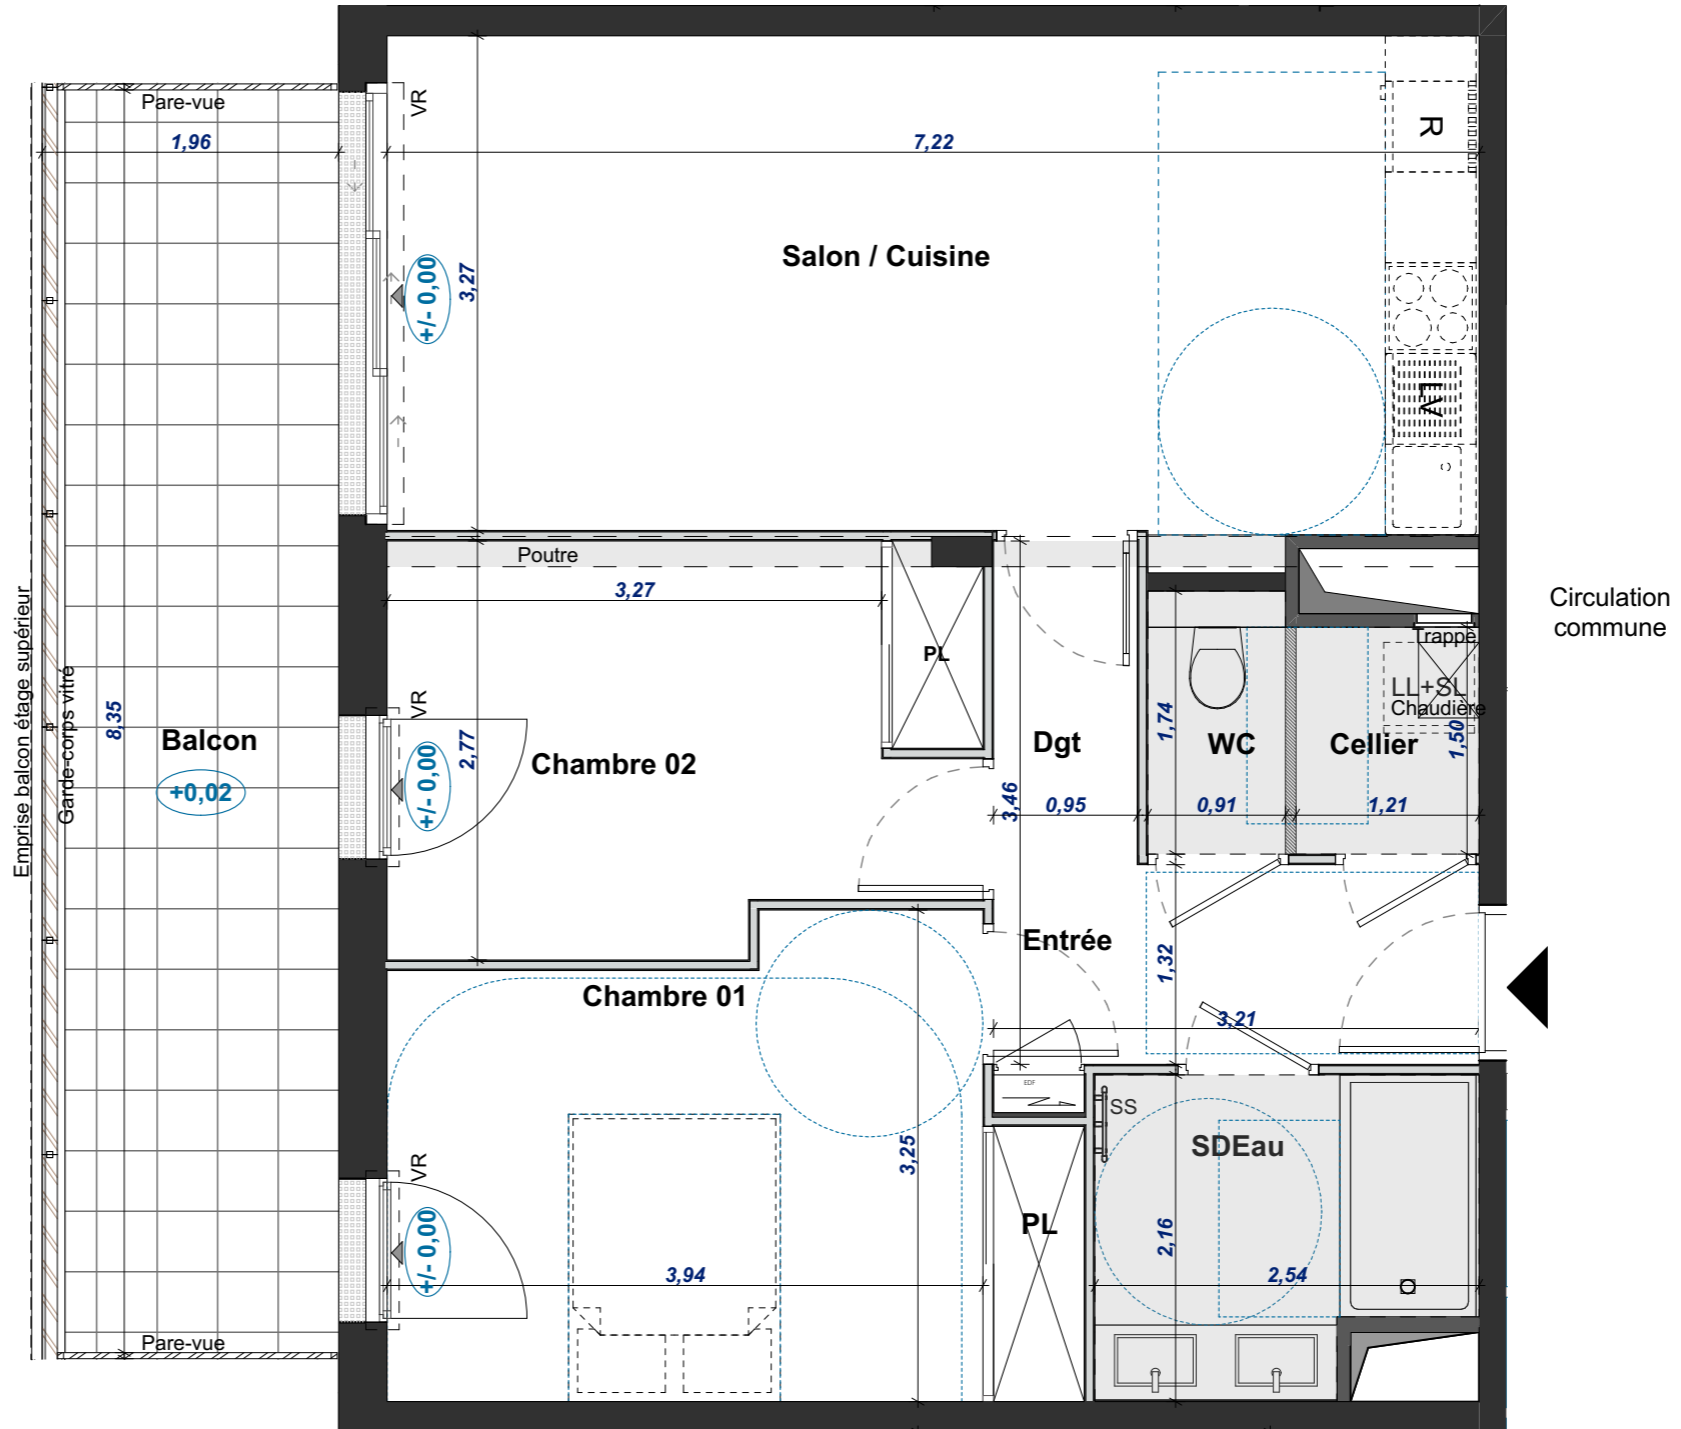 Pare-vue
1,96
VR
7,22
R
Salon / Cuisine
+/- 0,00
3,27
LV
Poutre
3,27
PL
Circulation
commune
Trappe
LL+SL
Chaudière
1,74
1,50
Emprise balcon étage supérieur
Garde-corps vitré
8,35
Balcon
+0,02
VR
+/- 0,00
2,77
Chambre 02
Dgt
WC
Cellier
3,46
0,95
0,91
1,21
Entrée
1,32
Chambre 01
3,21
EDF
SS
SDEau
3,25
VR
+/- 0,00
PL
2,16
3,94
2,54
Pare-vue